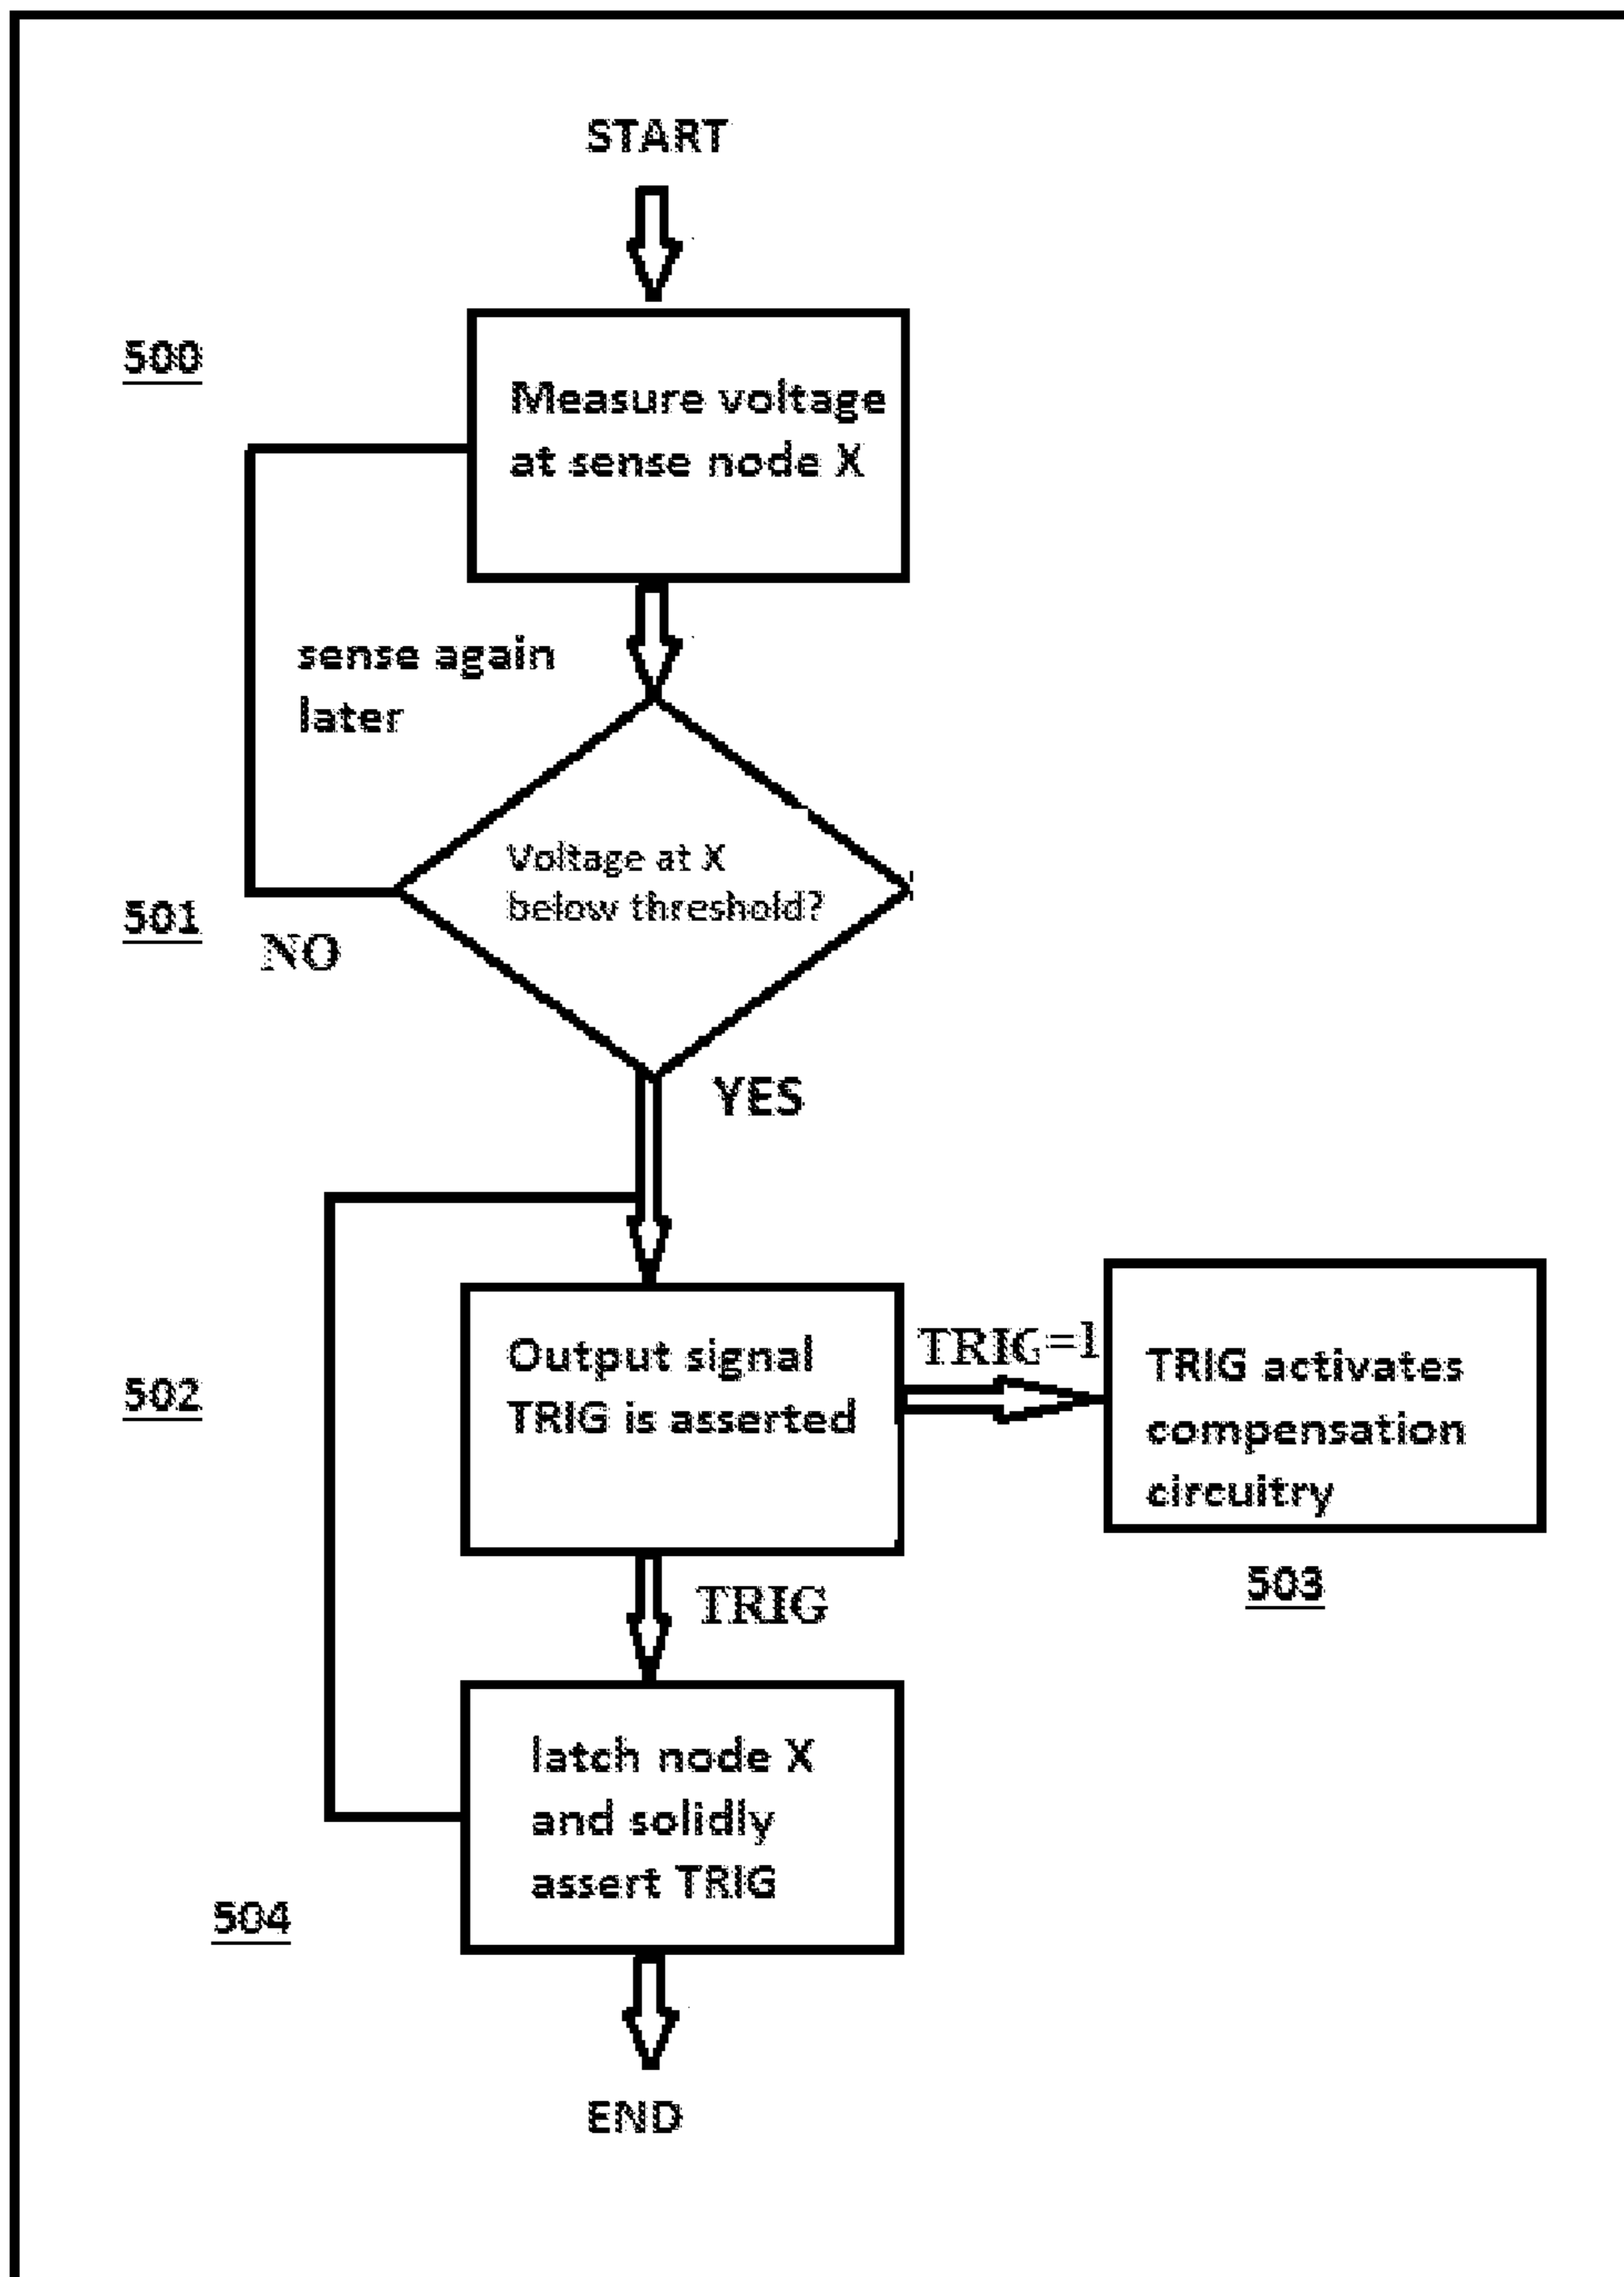 START
500
Measure voltage
at sense node X
sense again
later
Voltage at X
below threshold?
501
NO
YES
Output signal
TRIG is asserted
502
TRIG=1
TRIG activates
compensation
circuitry
503
TRIG
latch node X
and solidly
assert TRIG
504
END